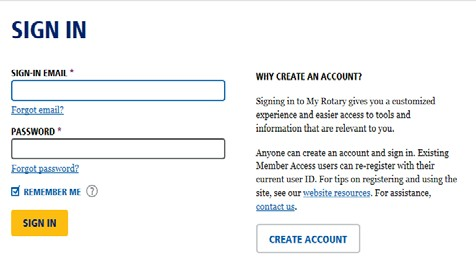 SIGN IN
SIGN-IN EMAIL *
Forgot email?
PASSWORD *
Forgot password?
REMEMBER ME ?
SIGN IN
WHY CREATE AN ACCOUNT?
Signing in to My Rotary gives you a customized
experience and easier access to tools and
information that are relevant to you.
Anyone can create an account and sign in. Existing
Member Access users can re-register with their
current user ID. For tips on registering and using the
site, see our website resources. For assistance,
contact us.
CREATE ACCOUNT